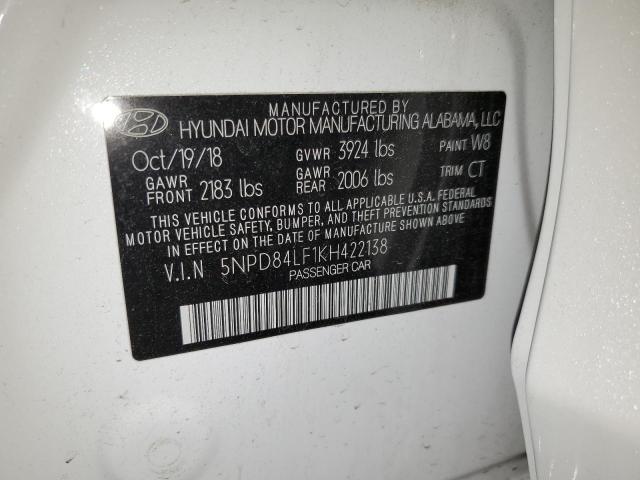 MANUFACTURED BY
HYUNDAI MOTOR MANUFACTURING ALABAMA, LLC
Oct/19/18 GVWR 3924 lbs PAINT W8
GAWR FRONT 2183 lbs GAWR REAR 2006 lbs TRIM CT
THIS VEHICLE CONFORMS TO ALL APPLICABLE U.S.A. FEDERAL
MOTOR VEHICLE SAFETY, BUMPER, AND THEFT PREVENTION STANDARDS
IN EFFECT ON THE DATE OF MANUFACTURE SHOWN ABOVE.
V.I.N 5NPD84LF1KH422138
PASSENGER CAR